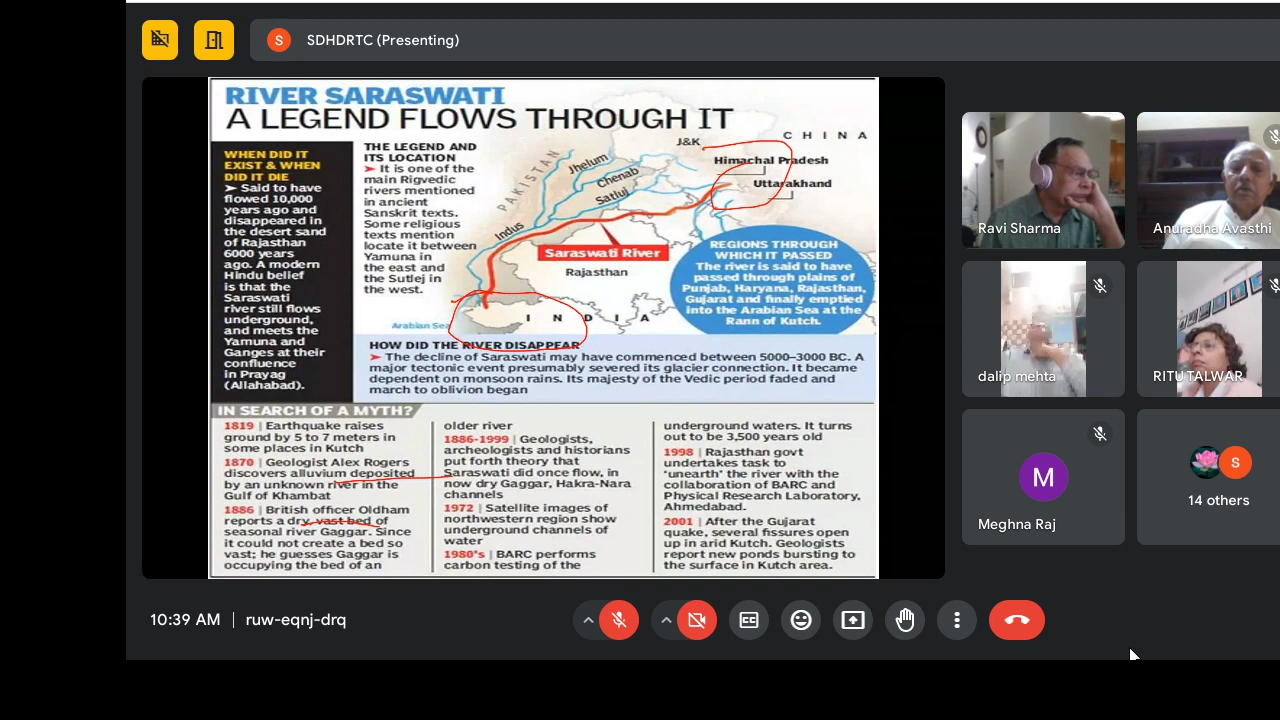 S SDHDRTC (Presenting)
RIVER SARASWATI
A LEGEND FLOWS THROUGH IT
WHEN DID IT
EXIST & WHEN
DID IT DIE
➤ Said to have
flowed 10,000
years ago and
disappeared in
the desert sand
of Rajasthan
6000 years
ago. A modern
Hindu belief
is that the
Saraswati
river still flows
underground,
and meets the
Yamuna and
Ganges at their
confluence
in Prayag
(Allahabad).
THE LEGEND AND
ITS LOCATION
➤ It is one of the
main Rigvedic
rivers mentioned
in ancient
Sanskrit texts.
Some religious
texts mention
locate it between
Yamuna in
the east and
the Sutlej in
the west.
CHINA
J&K
Himachal Pradesh
Uttarakhand
PAKISTAN
Jhelum
Chenab
Satluj
Indus
Saraswati River
Rajasthan
INDIA
Arabian Sea
REGIONS THROUGH
WHICH IT PASSED
The river is said to have
passed through plains of
Punjab, Haryana, Rajasthan,
Gujarat and finally emptied
into the Arabian Sea at the
Rann of Kutch.
HOW DID THE RIVER DISAPPEAR
➤ The decline of Saraswati may have commenced between 5000–3000 BC. A
major tectonic event presumably severed its glacier connection. It became
dependent on monsoon rains. Its majesty of the Vedic period faded and
march to oblivion began
IN SEARCH OF A MYTH?
1819 | Earthquake raises
ground by 5 to 7 meters in
some places in Kutch
1870 | Geologist Alex Rogers
discovers alluvium deposited
by an unknown river in the
Gulf of Khambat
1886 | British officer Oldham
reports a dry, vast bed of
seasonal river Gaggar. Since
it could not create a bed so
vast; he guesses Gaggar is
occupying the bed of an
older river
1886-1999 | Geologists,
archeologists and historians
put forth theory that
Saraswati did once flow, in
now dry Gaggar, Hakra-Nara
channels
1972 | Satellite images of
northwestern region show
underground channels of
water
1980's | BARC performs
carbon testing of the
underground waters. It turns
out to be 3,500 years old
1998 | Rajasthan govt
undertakes task to
'unearth' the river with the
collaboration of BARC and
Physical Research Laboratory,
Ahmedabad.
2001 | After the Gujarat
quake, several fissures open
up in arid Kutch. Geologists
report new ponds bursting to
the surface in Kutch area.
Ravi Sharma
Anuradha Avasthi
dalip mehta
RITU TALWAR
M
Meghna Raj
S
14 others
10:39 AM | ruw-eqnj-drq
CC